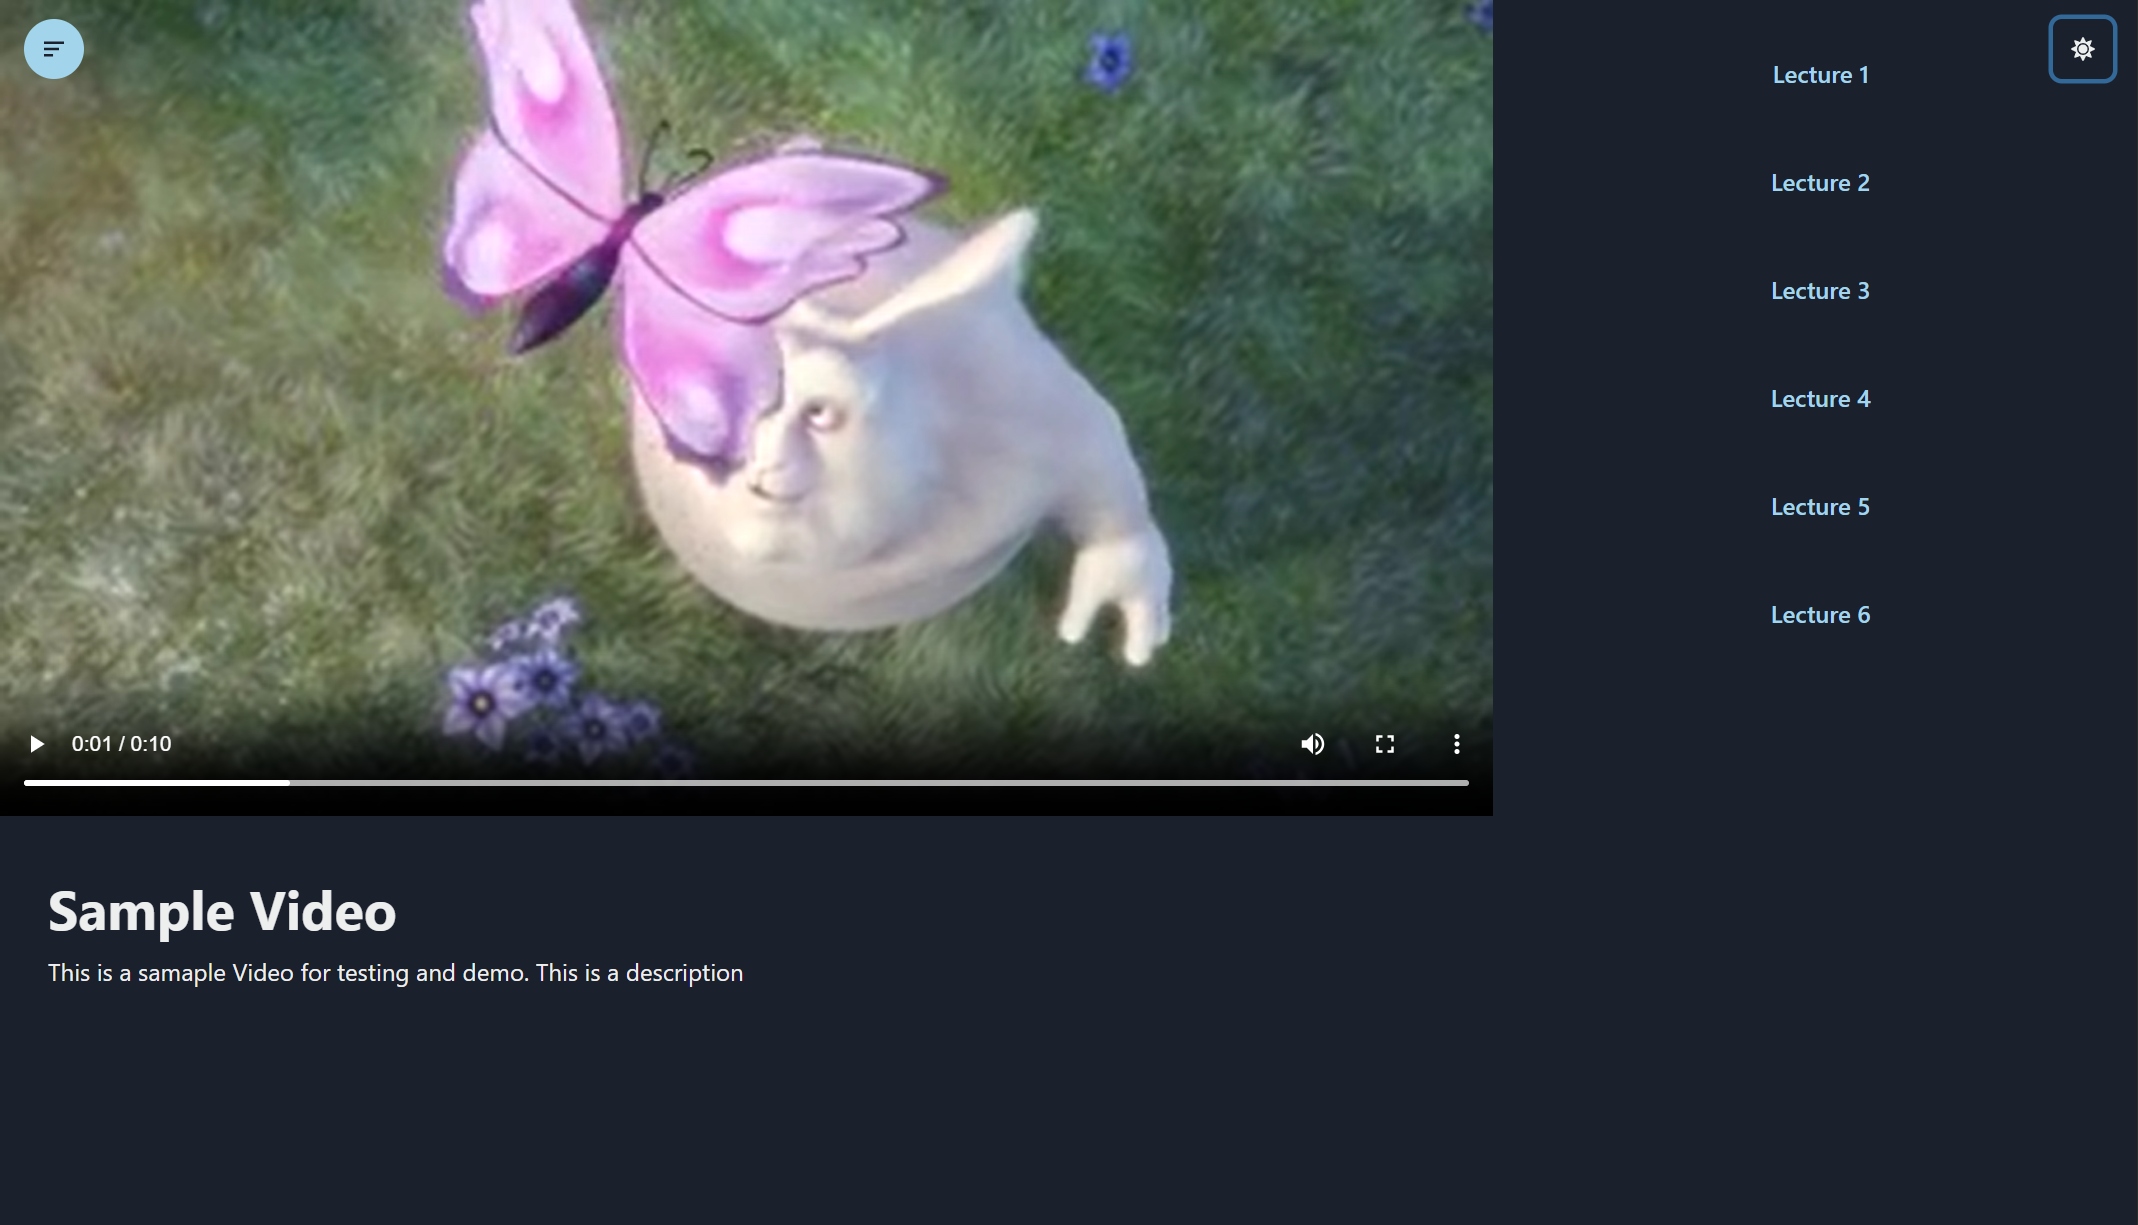 Lecture 1
Lecture 2
Lecture 3
Lecture 4
Lecture 5
Lecture 6
0:01 / 0:10
Sample Video
This is a samaple Video for testing and demo. This is a description